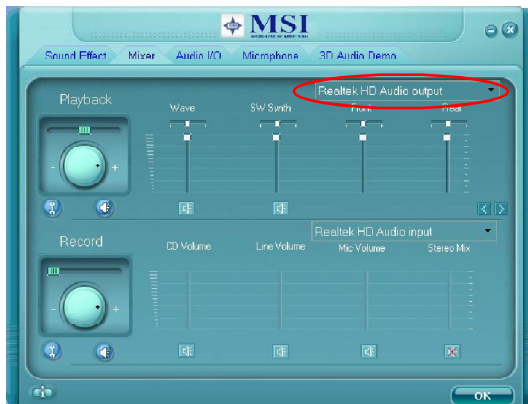 MSI
Sound Effect Mixer Audio I/O Microphone 3D Audio Demo
Realtek HD Audio output
Playback
Wave SW Synth Front Rear
- +
Realtek HD Audio input
Record
CD Volume Line Volume Mic Volume Stereo Mix
- +
OK